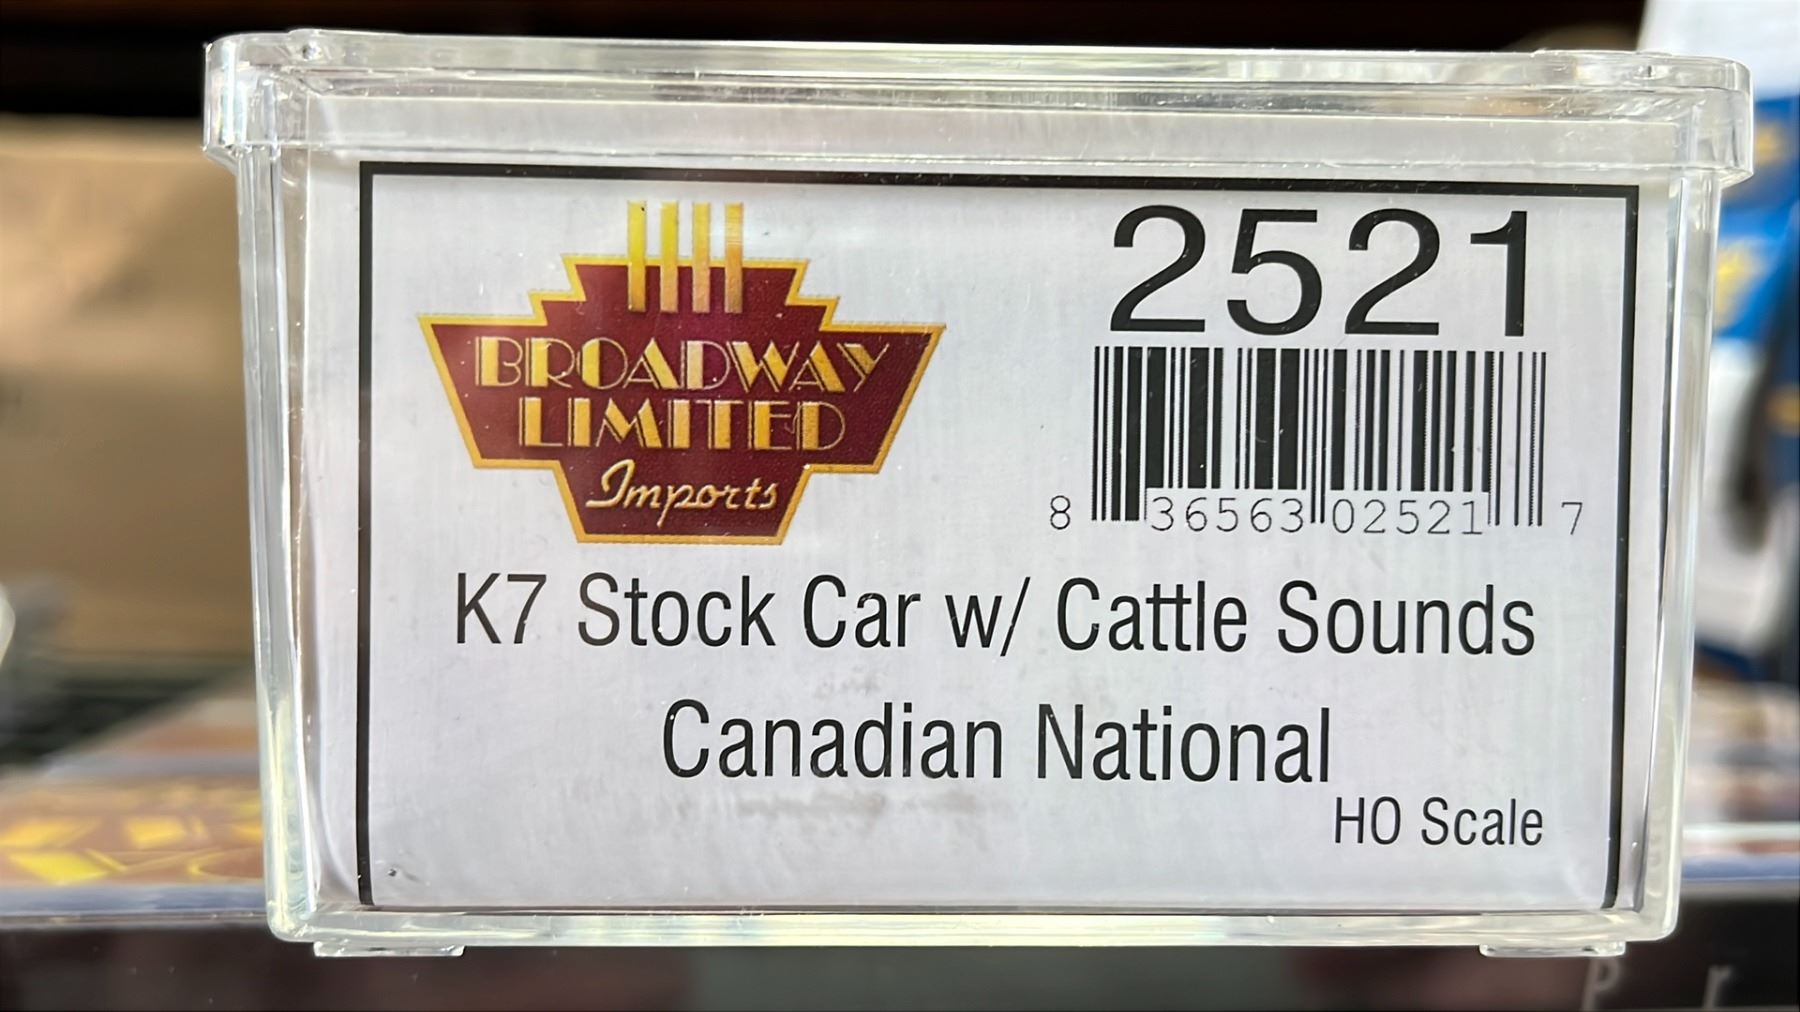 2521
BROADWAY
LIMITED
Imports
8 36563 02521 7
K7 Stock Car w/ Cattle Sounds
Canadian National
HO Scale
P r